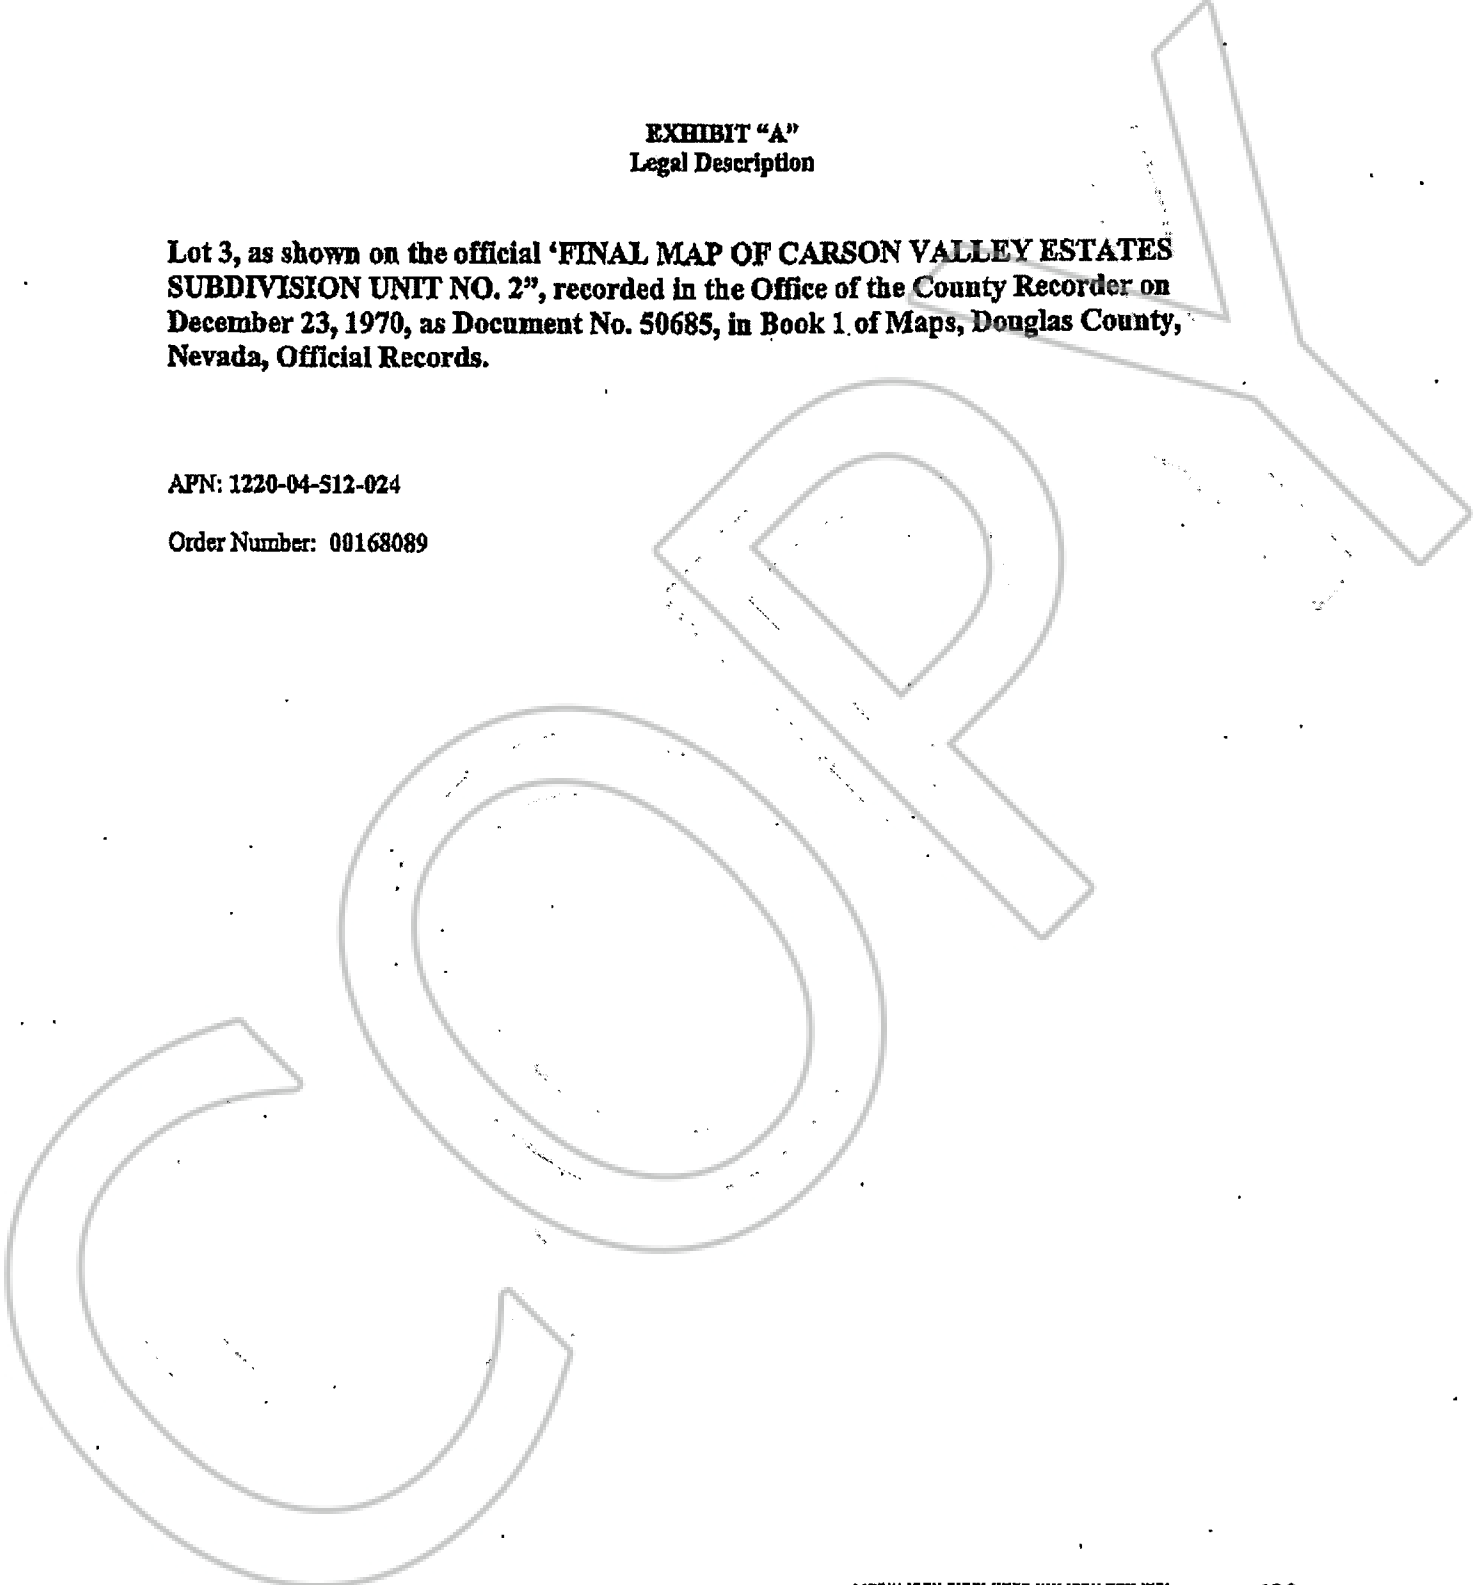 EXHIBIT “A”
Legal Description
Lot 3, as shown on the official ‘FINAL MAP OF CARSON VALLEY ESTATES
SUBDIVISION UNIT NO. 2”, recorded in the Office of the County Recorder on
December 23, 1970, as Document No. 50685, in Book 1 of Maps, Douglas County,
Nevada, Official Records.
APN: 1220-04-512-024
Order Number: 00168089
COPY